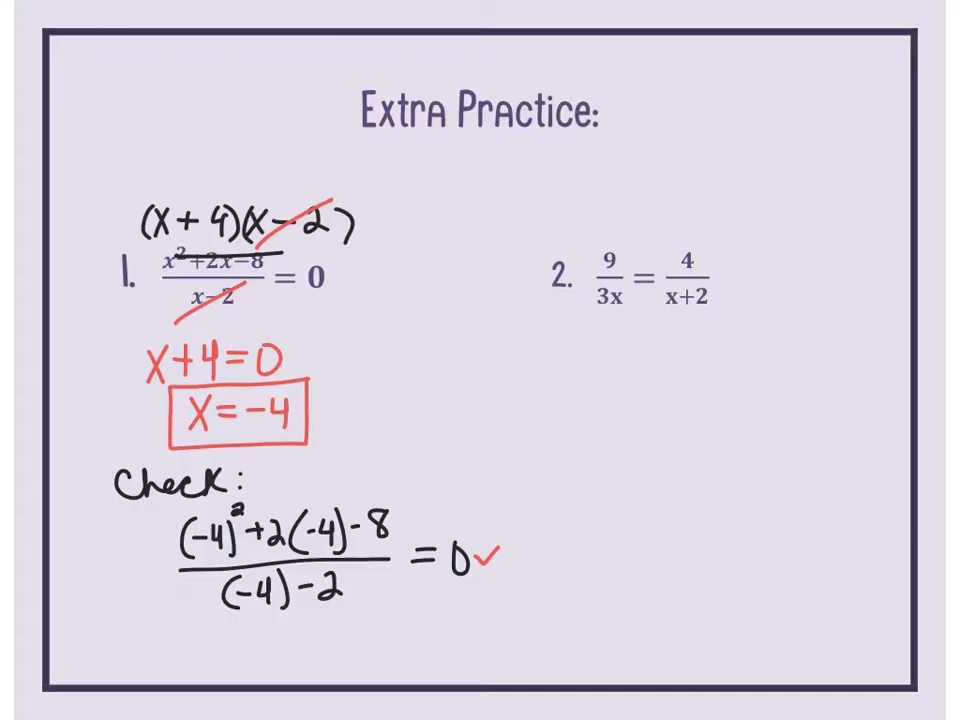 Extra Practice:
(x + 4)(x - 2)
1. x²+2x-8 / x-2 = 0
x + 4 = 0
x = -4
Check:
(-4)² + 2(-4) - 8 / (-4) - 2 = 0 ✓
2. 9 / 3x = 4 / x+2